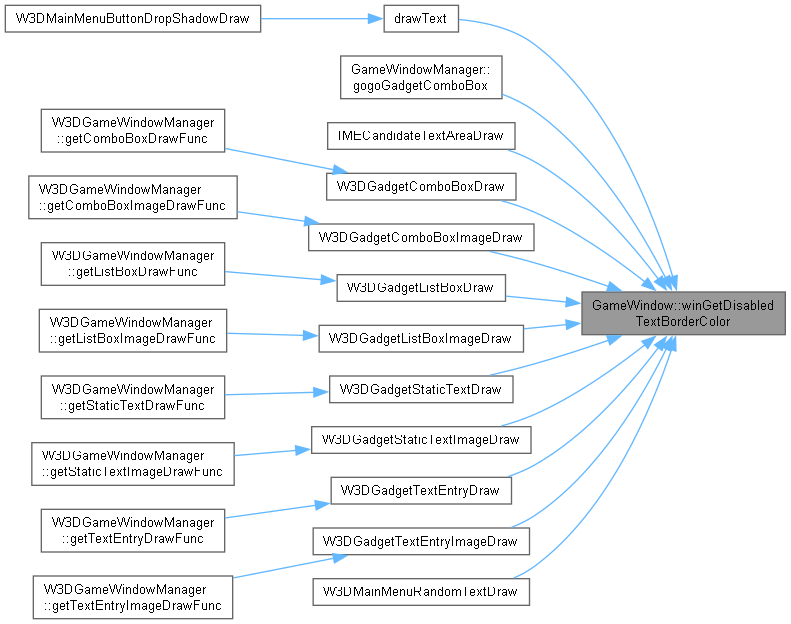 W3DMainMenuButtonDropShadowDraw
drawText
GameWindowManager::
gogoGadgetComboBox
W3DGameWindowManager
::getComboBoxDrawFunc
IMECandidateTextAreaDraw
W3DGadgetComboBoxDraw
W3DGameWindowManager
::getComboBoxImageDrawFunc
W3DGadgetComboBoxImageDraw
W3DGameWindowManager
::getListBoxDrawFunc
W3DGadgetListBoxDraw
GameWindow::winGetDisabled
TextBorderColor
W3DGameWindowManager
::getListBoxImageDrawFunc
W3DGadgetListBoxImageDraw
W3DGameWindowManager
::getStaticTextDrawFunc
W3DGadgetStaticTextDraw
W3DGameWindowManager
::getStaticTextImageDrawFunc
W3DGadgetStaticTextImageDraw
W3DGadgetTextEntryDraw
W3DGameWindowManager
::getTextEntryDrawFunc
W3DGadgetTextEntryImageDraw
W3DGameWindowManager
::getTextEntryImageDrawFunc
W3DMainMenuRandomTextDraw